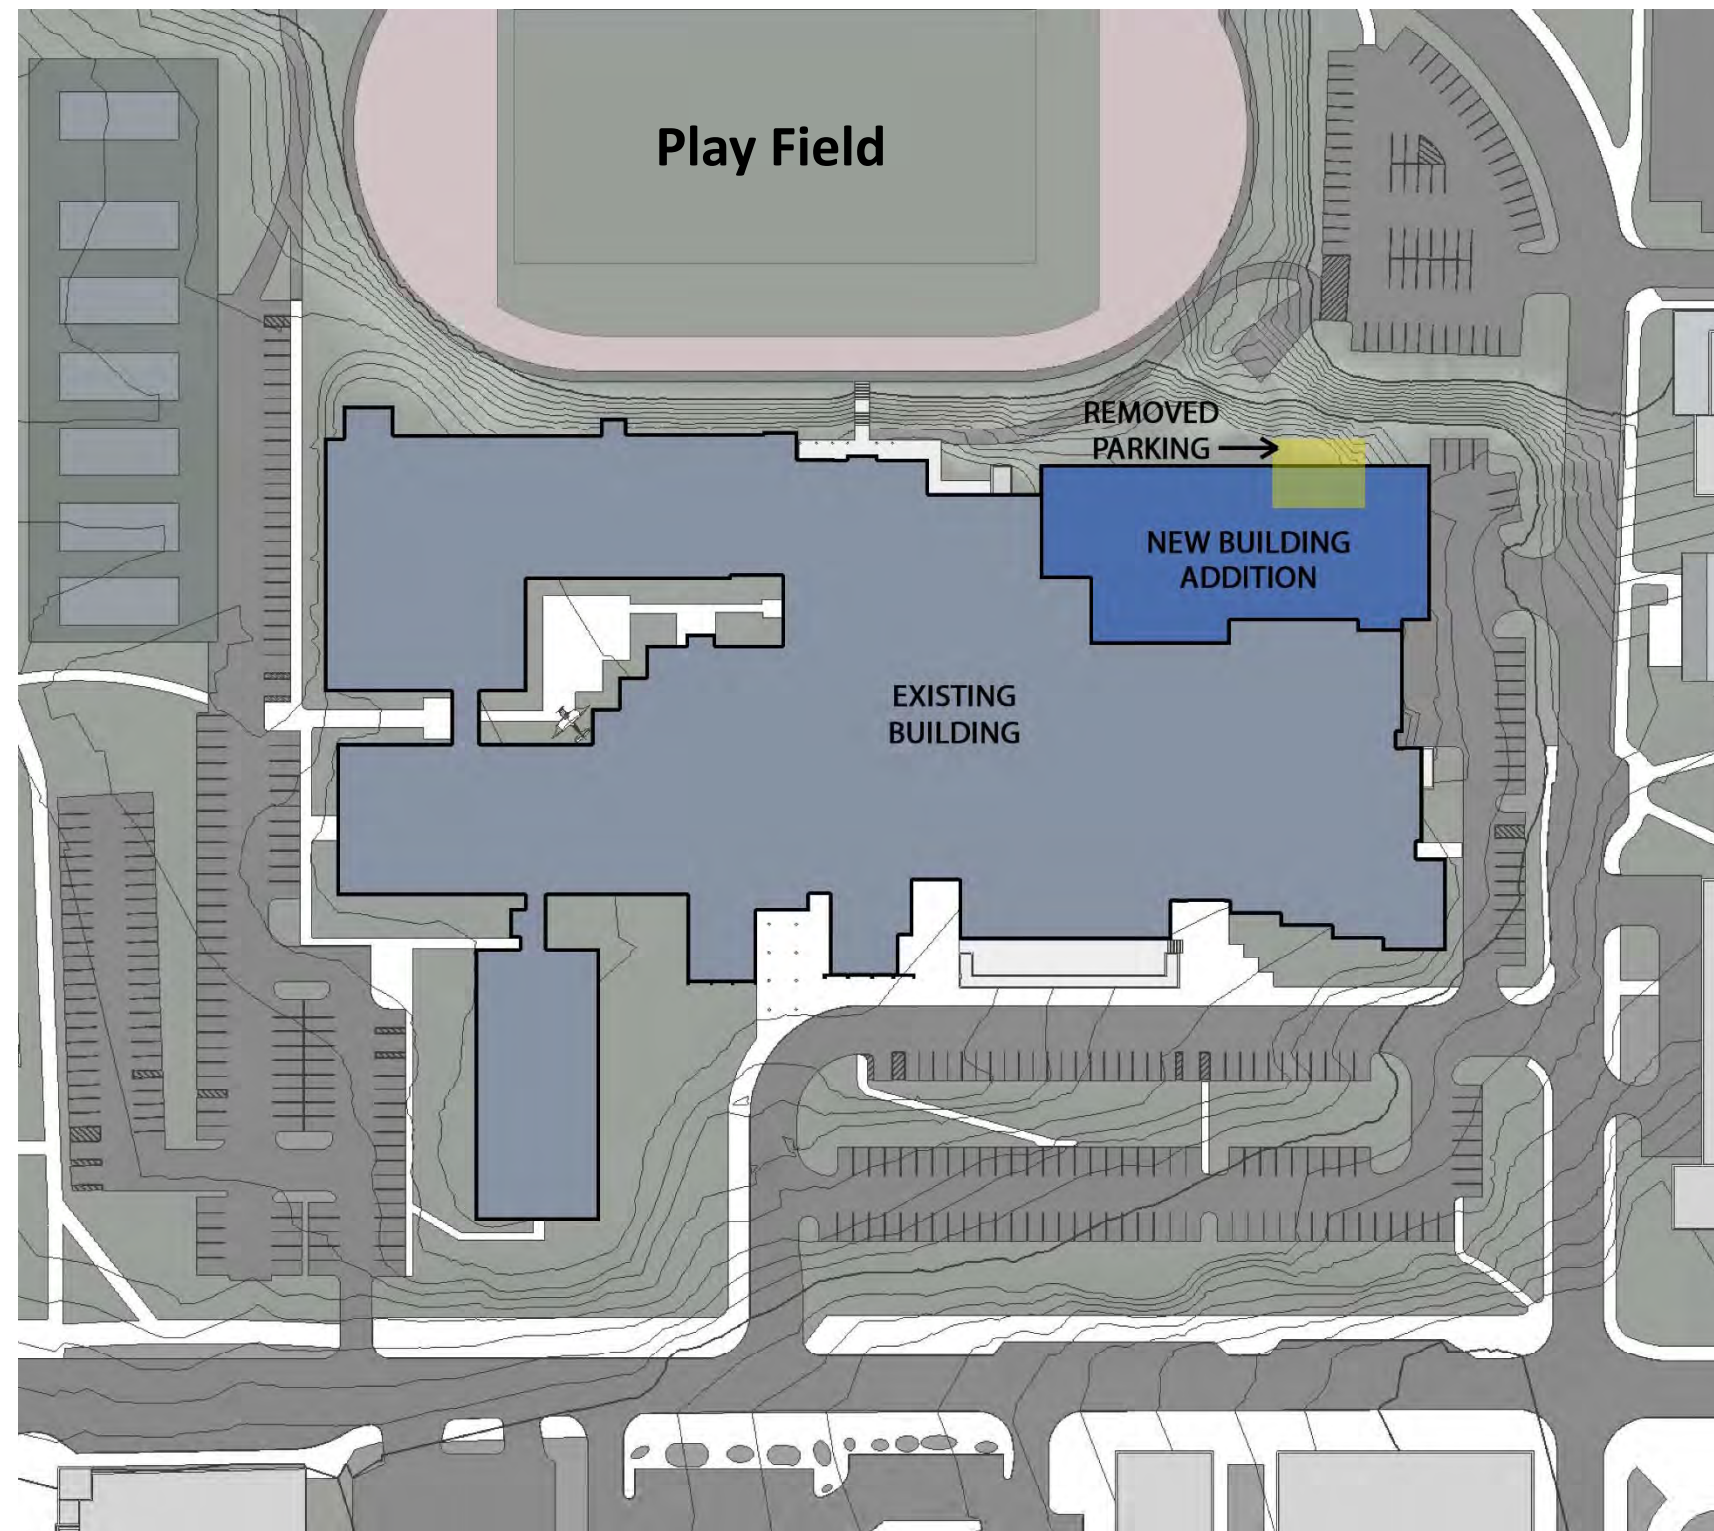 Play Field
REMOVED
PARKING
NEW BUILDING
ADDITION
EXISTING
BUILDING